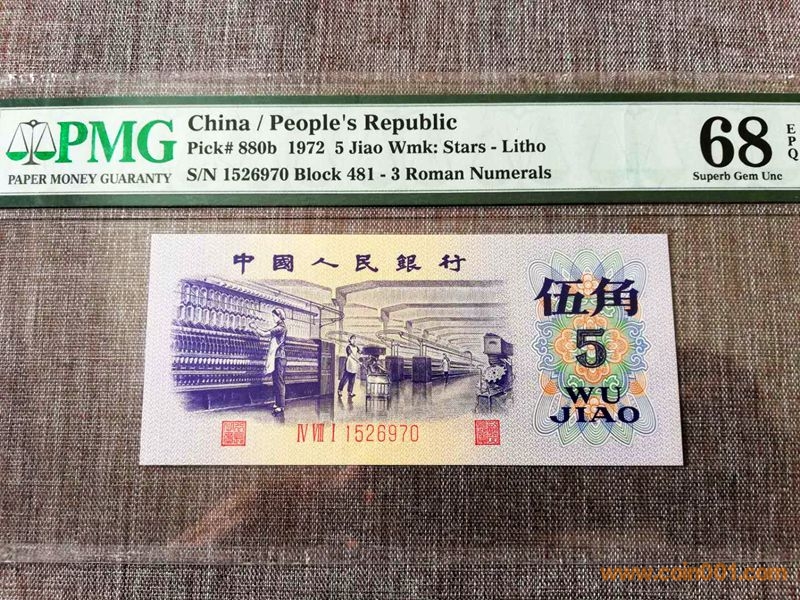 PMG
PAPER MONEY GUARANTY
China / People's Republic
Pick# 880b 1972 5 Jiao Wmk: Stars - Litho
S/N 1526970 Block 481 - 3 Roman Numerals
68
EPQ
Superb Gem Unc
中國人民銀行
伍角
5
WU
JIAO
IV VIII I 1526970
www.coin001.com